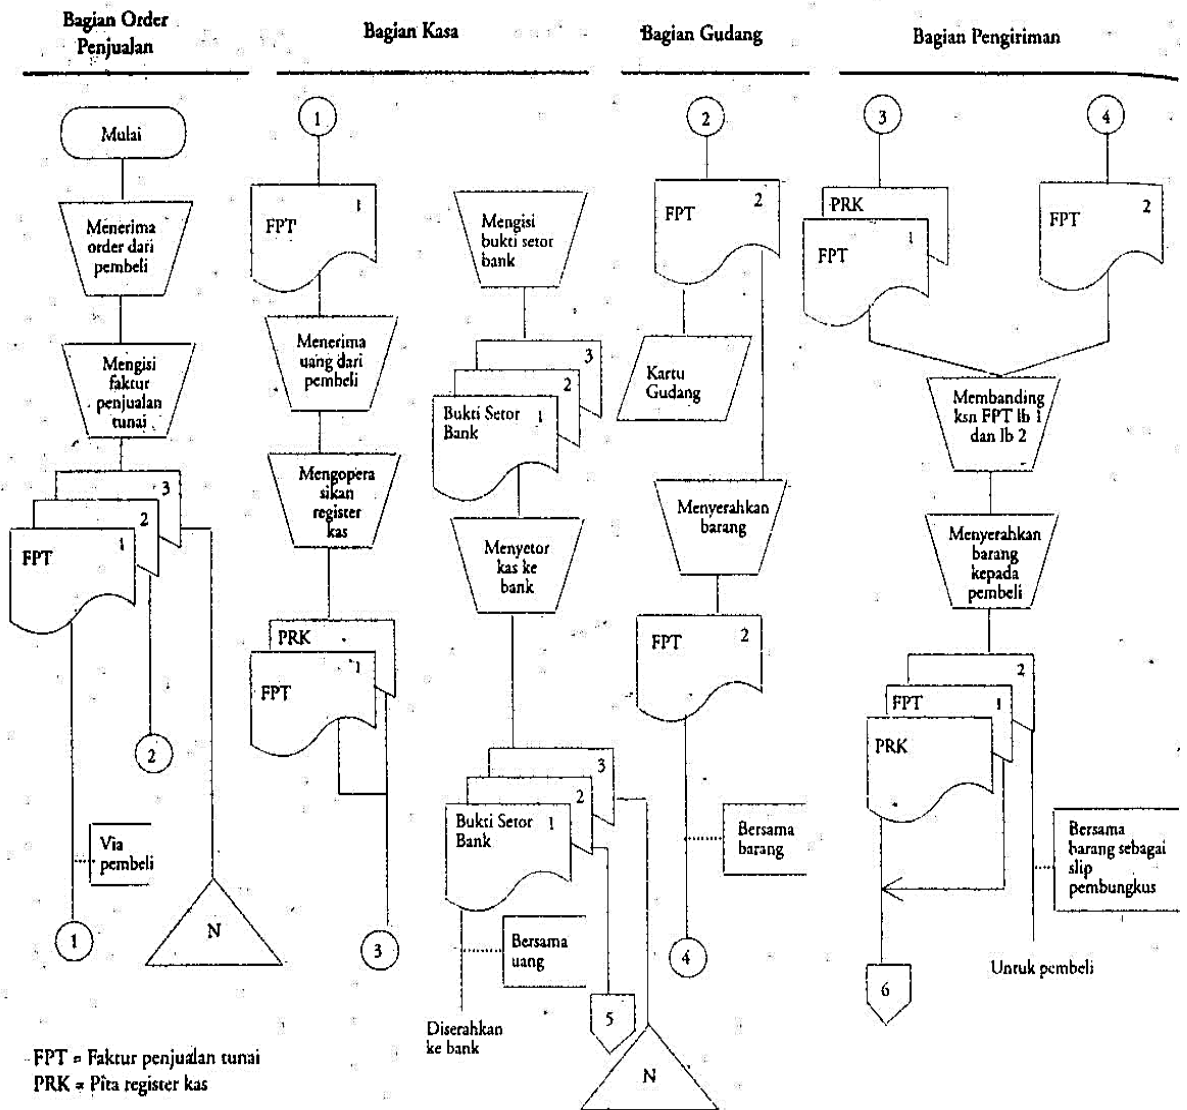 Bagian Order
Penjualan
Mulai
Menerima
order dari
pembeli
Mengisi
faktur
penjualan
tunai
3
2
1
FPT
2
Via
pembeli
1
N
Bagian Kasa
1
1
FPT
Menerima
uang dari
pembeli
Mengopera
sikan
register
kas
PRK
1
FPT
3
Mengisi
bukti setor
bank
3
2
Bukti Setor 1
Bank
Menyetor
kas ke
bank
3
2
Bukti Setor 1
Bank
Bersama
uang
Diserahkan
ke bank
5
N
Bagian Gudang
2
2
FPT
Kartu
Gudang
Menyerahkan
barang
FPT 2
Bersama
barang
4
Bagian Pengiriman
3
4
PRK
1
FPT
2
FPT
Membanding
ksn FPT lb 1
dan lb 2
Menyerahkan
barang
kepada
pembeli
2
FPT 1
PRK
Bersama
barang sebagai
slip
pembungkus
Untuk pembeli
6
FPT = Faktur penjualan tunai
PRK = Pita register kas